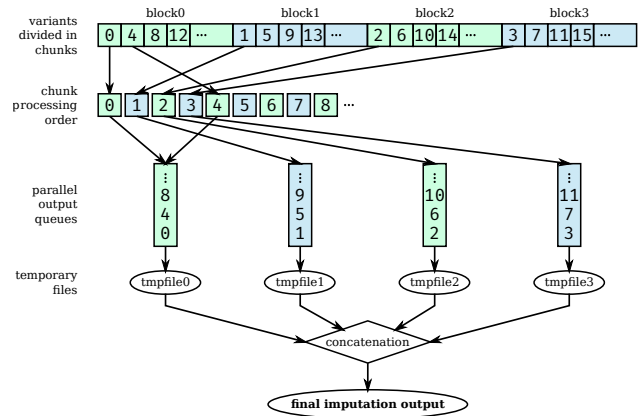 block0 block1 block2 block3
variants
divided in
chunks
0 4 8 12 ··· 1 5 9 13 ··· 2 6 10 14 ··· 3 7 11 15 ···
chunk
processing
order
0 1 2 3 4 5 6 7 8 ···
parallel
output
queues
⋮ ⋮ ⋮ ⋮
8 9 10 11
4 5 6 7
0 1 2 3
temporary
files
tmpfile0 tmpfile1 tmpfile2 tmpfile3
concatenation
final imputation output